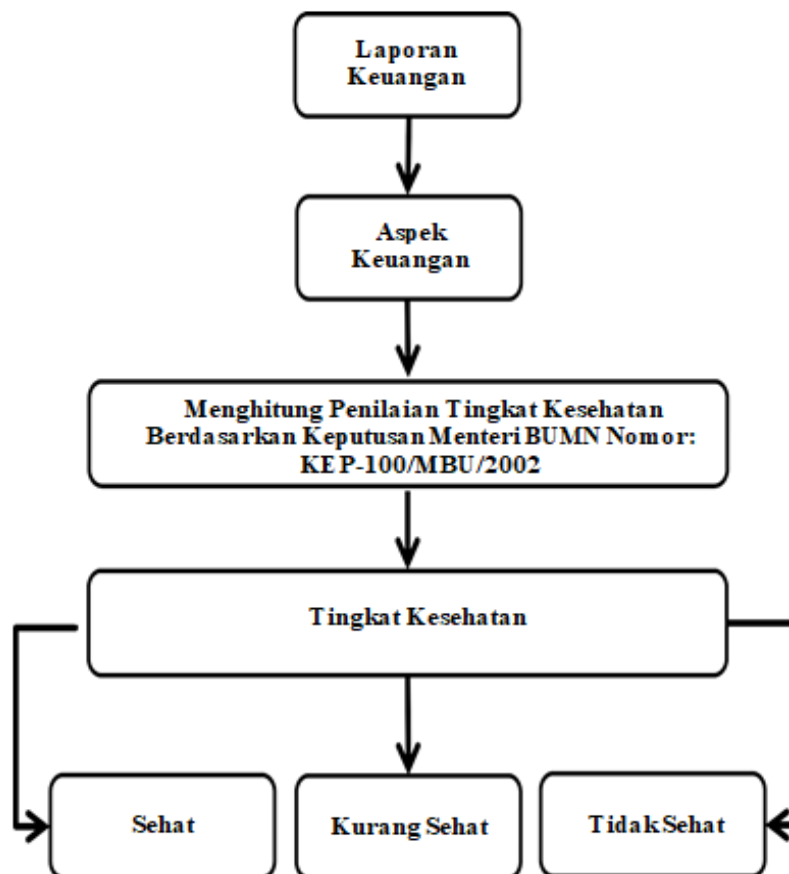 Laporan
Keuangan
Aspek
Keuangan
Menghitung Penilaian Tingkat Kesehatan
Berdasarkan Keputusan Menteri BUMN Nomor:
KEP-100/MBU/2002
Tingkat Kesehatan
Sehat
Kurang Sehat
Tidak Sehat